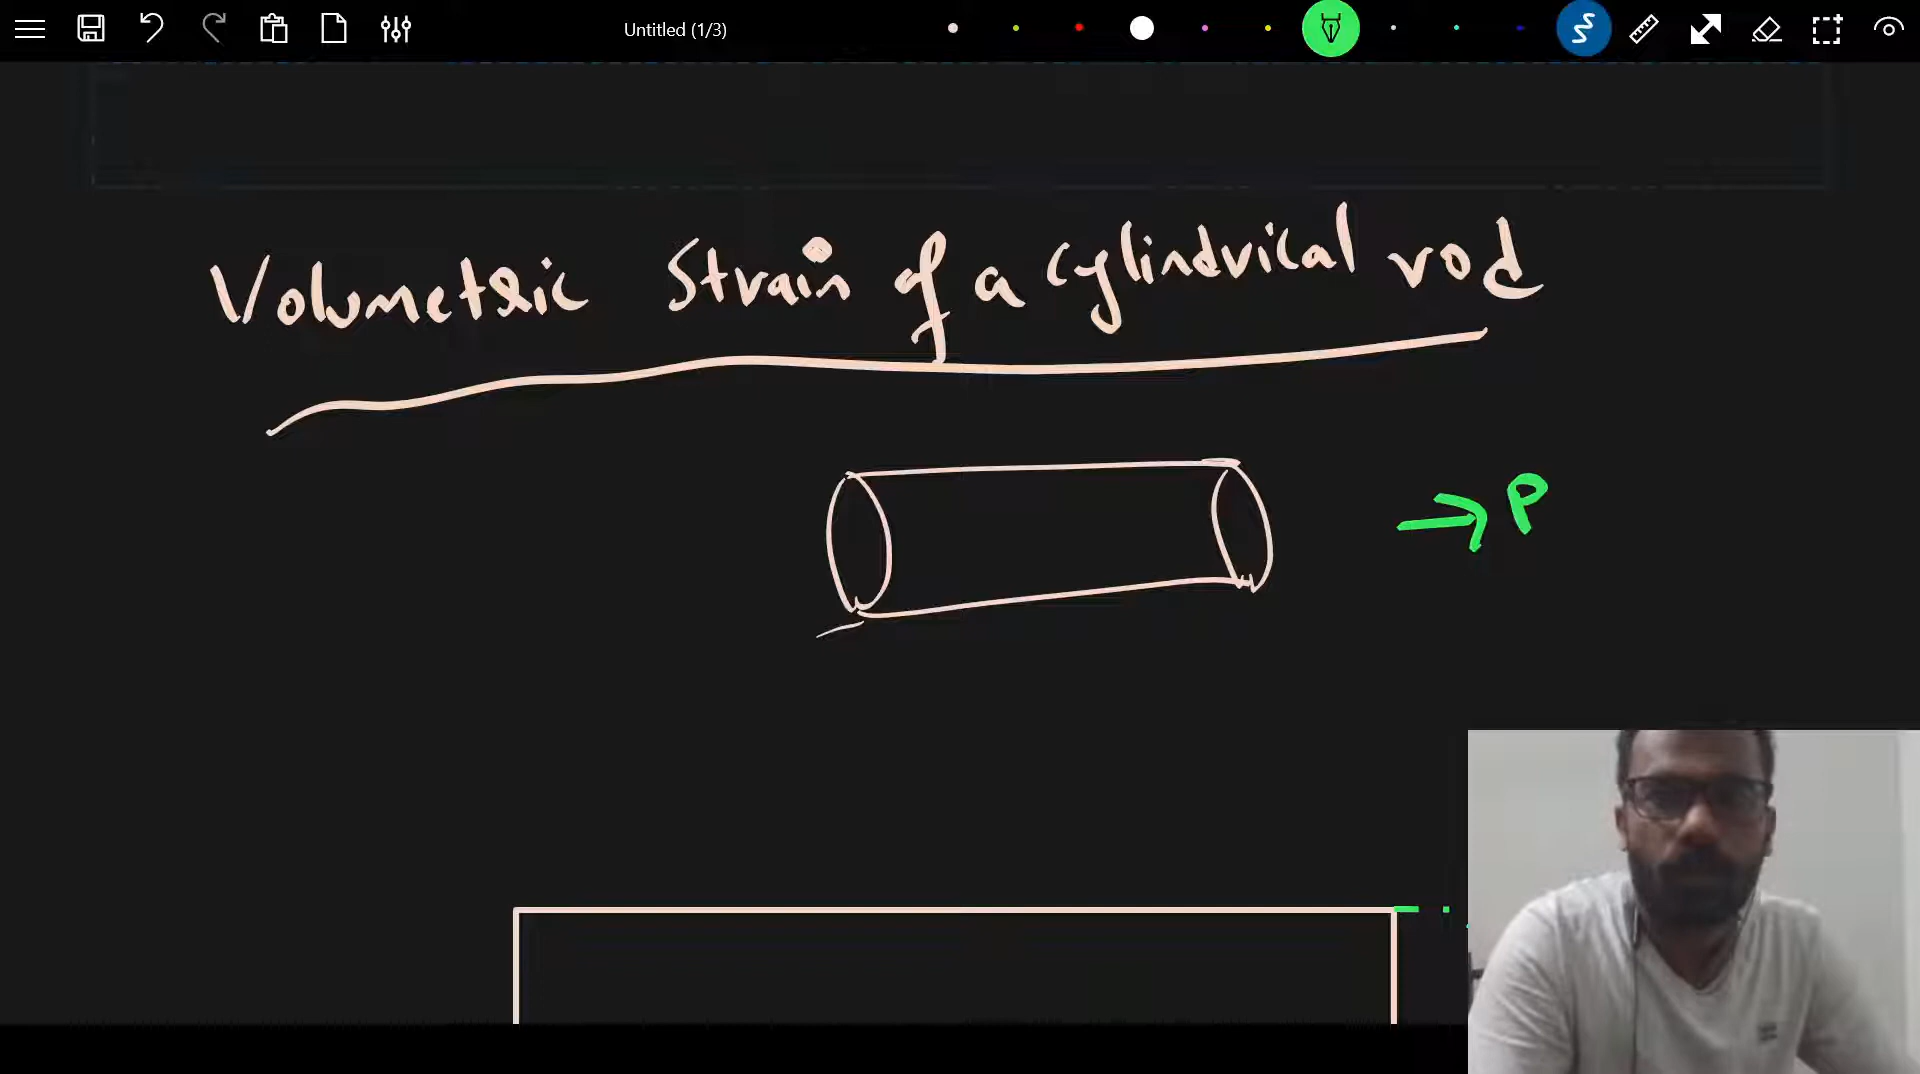 Untitled (1/3)
Volumetric Strain of a cylindrical rod
P